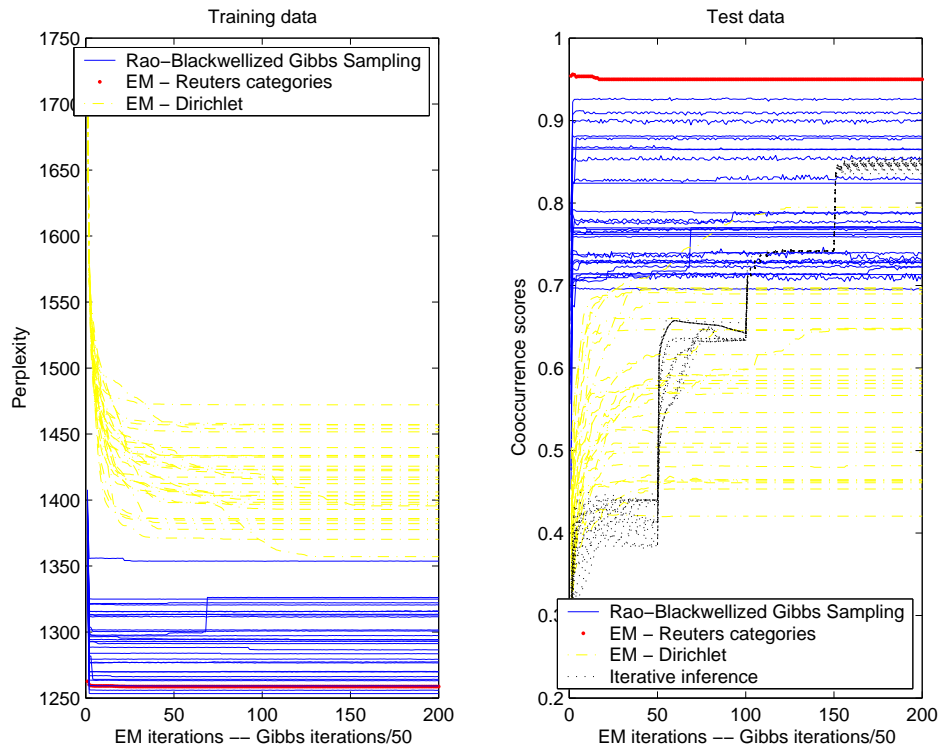 Training data
1750
1700
1650
1600
1550
1500
1450
1400
1350
1300
1250
Perplexity
0
50
100
150
200
EM iterations −− Gibbs iterations/50
Rao−Blackwellized Gibbs Sampling
EM − Reuters categories
EM − Dirichlet
Test data
1
0.9
0.8
0.7
0.6
0.5
0.4
0.3
0.2
Cooccurrence scores
0
50
100
150
200
EM iterations −− Gibbs iterations/50
Rao−Blackwellized Gibbs Sampling
EM − Reuters categories
EM − Dirichlet
Iterative inference